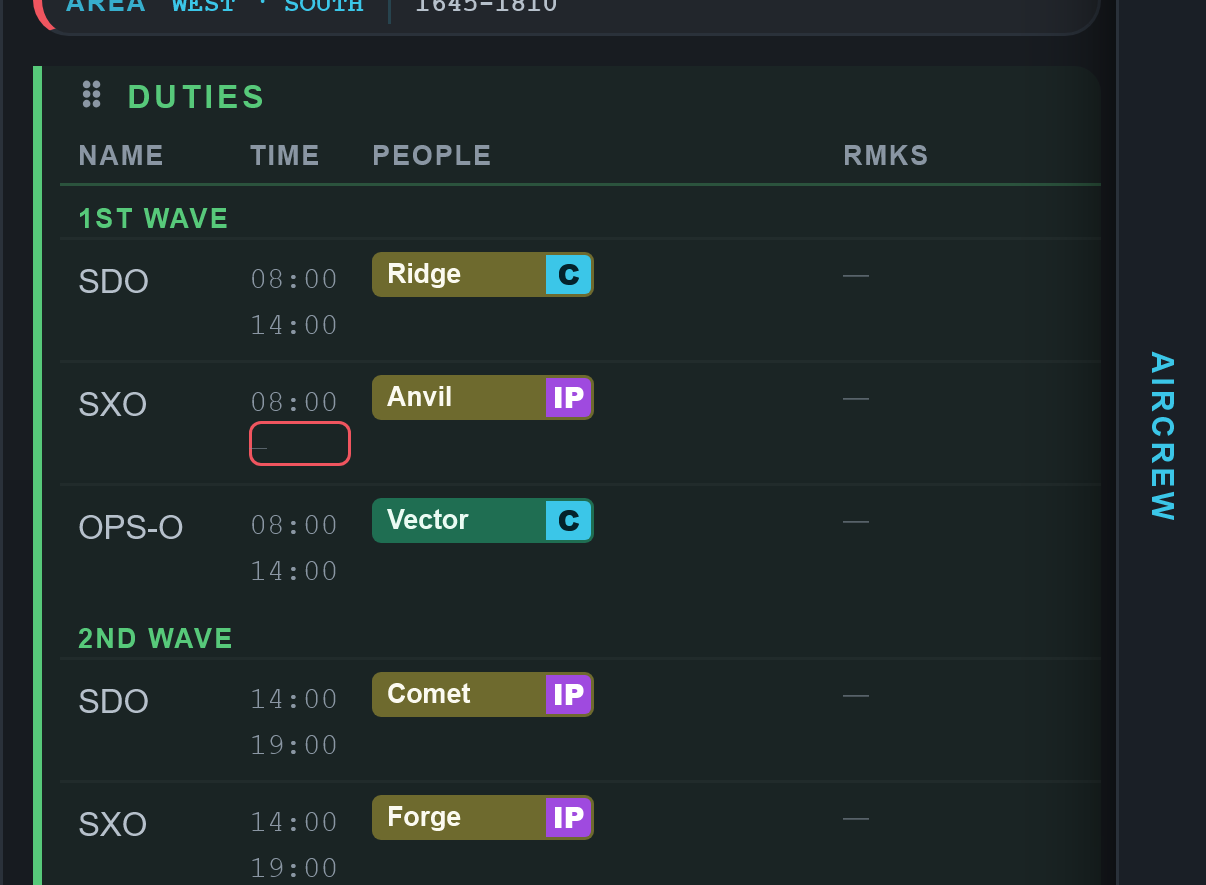 AREA WEST · SOUTH 1645–1810
DUTIES
NAME TIME PEOPLE RMKS
1ST WAVE
SDO 08:00 Ridge C —
14:00
SXO 08:00 Anvil IP —
—
OPS-O 08:00 Vector C —
14:00
2ND WAVE
SDO 14:00 Comet IP —
19:00
SXO 14:00 Forge IP —
19:00
AIRCREW